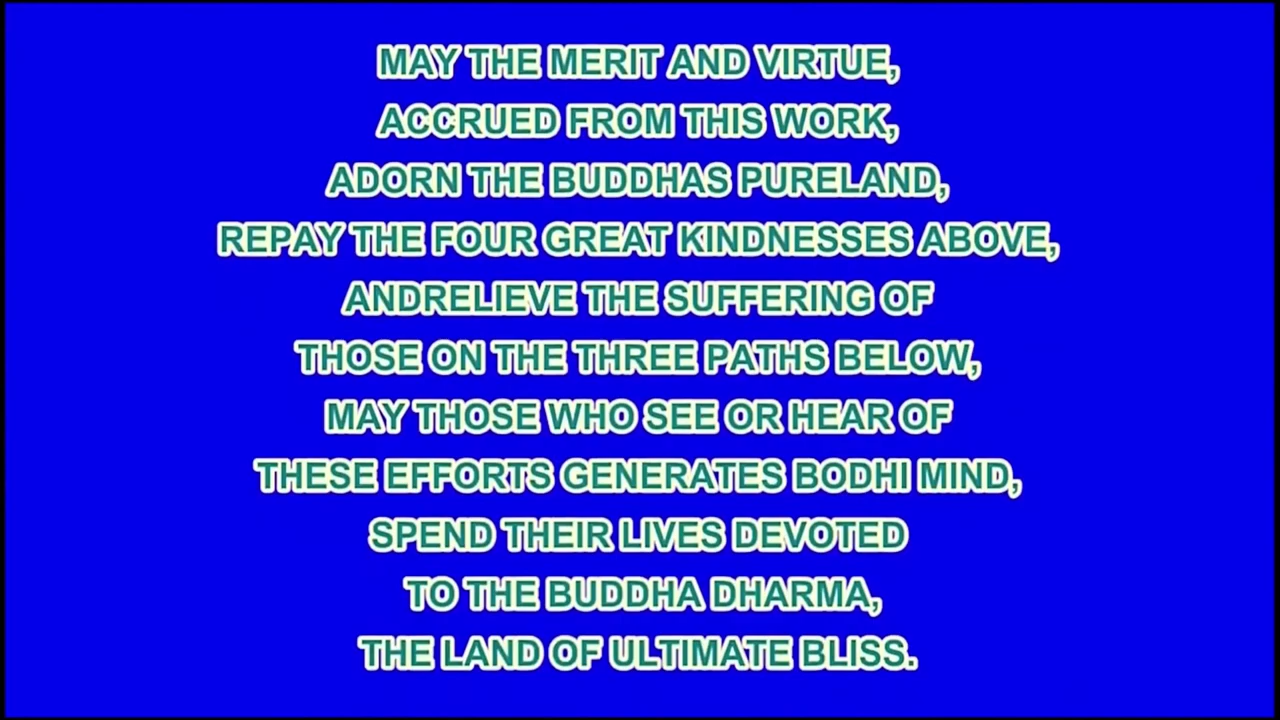 MAY THE MERIT AND VIRTUE,
ACCRUED FROM THIS WORK,
ADORN THE BUDDHAS PURELAND,
REPAY THE FOUR GREAT KINDNESSES ABOVE,
ANDRELIEVE THE SUFFERING OF
THOSE ON THE THREE PATHS BELOW,
MAY THOSE WHO SEE OR HEAR OF
THESE EFFORTS GENERATES BODHI MIND,
SPEND THEIR LIVES DEVOTED
TO THE BUDDHA DHARMA,
THE LAND OF ULTIMATE BLISS.